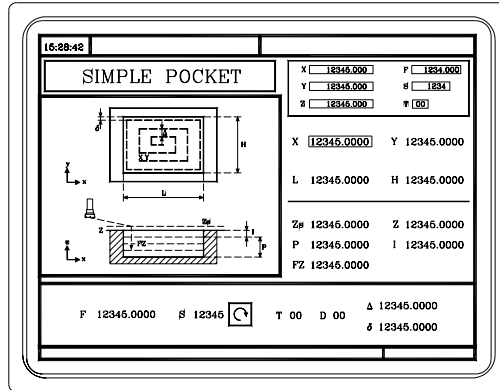 15:28:42
SIMPLE POCKET
X 12345.000 F 1234.000
Y 12345.000 S 1234
Z 12345.000 T 00
δ
Δ
H
X,Y
y
x
L
X 12345.0000 Y 12345.0000
L 12345.0000 H 12345.0000
Z Zs I
FZ P
z
x
Zs 12345.0000 Z 12345.0000
P 12345.0000 I 12345.0000
FZ 12345.0000
F 12345.0000 S 12345 T 00 D 00 Δ 12345.0000
δ 12345.0000